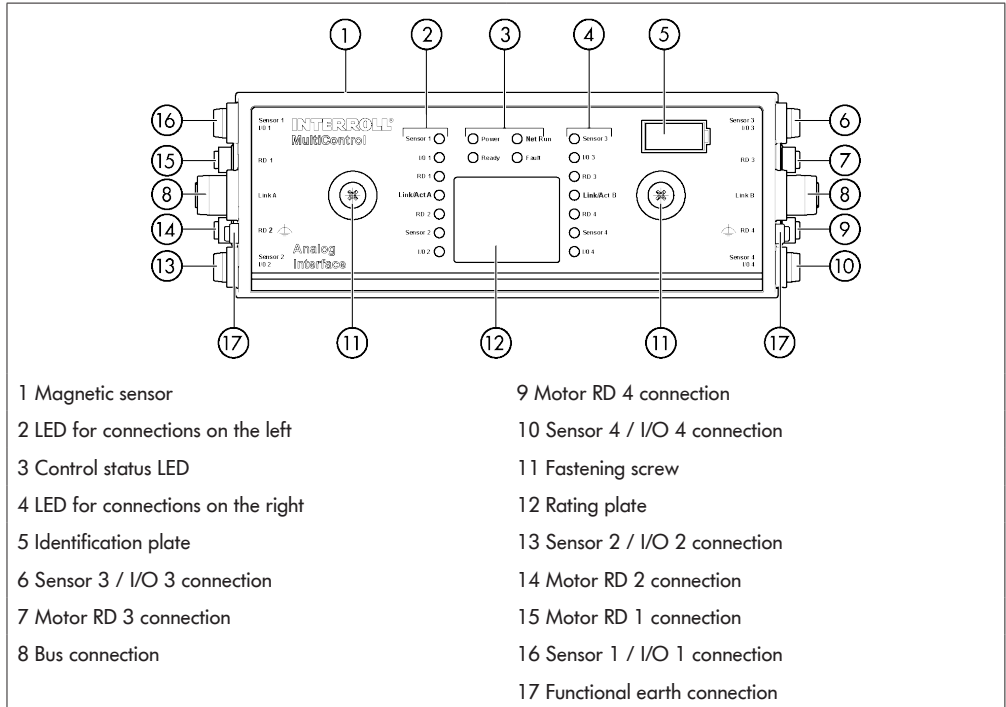 1 2 3 4 5
16 6
15 7
8 8
14 9
13 10
17 11 12 11 17
Sensor 1
I/O 1
RD 1
Link A
RD 2
Sensor 2
I/O 2
INTERROLL®
MultiControl
Analog
Interface
Sensor 1
I/O 1
RD 1
Link/Act A
RD 2
Sensor 2
I/O 2
Power Net Run
Ready Fault
Sensor 3
I/O 3
RD 3
Link/Act B
RD 4
Sensor 4
I/O 4
Sensor 3
I/O 3
RD 3
Link B
RD 4
Sensor 4
I/O 4
1 Magnetic sensor
2 LED for connections on the left
3 Control status LED
4 LED for connections on the right
5 Identification plate
6 Sensor 3 / I/O 3 connection
7 Motor RD 3 connection
8 Bus connection
9 Motor RD 4 connection
10 Sensor 4 / I/O 4 connection
11 Fastening screw
12 Rating plate
13 Sensor 2 / I/O 2 connection
14 Motor RD 2 connection
15 Motor RD 1 connection
16 Sensor 1 / I/O 1 connection
17 Functional earth connection